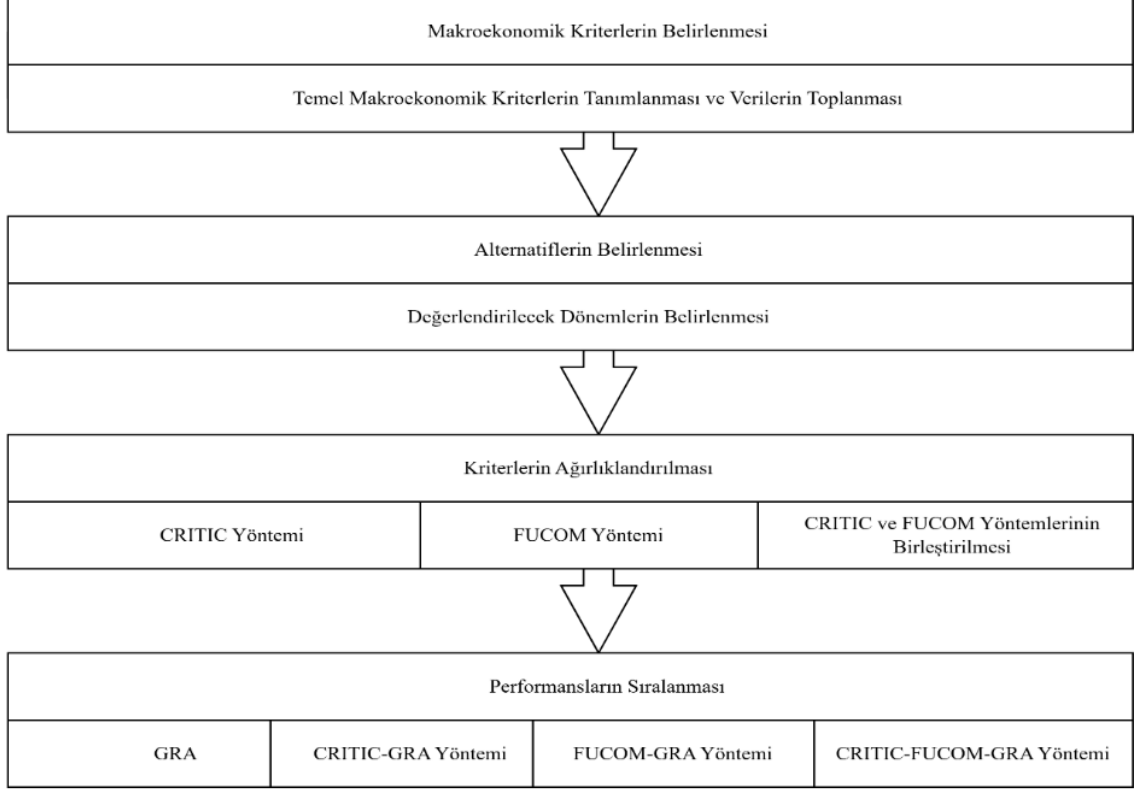 Makroekonomik Kriterlerin Belirlenmesi
Temel Makroekonomik Kriterlerin Tanımlanması ve Verilerin Toplanması
Alternatiflerin Belirlenmesi
Değerlendirilecek Dönemlerin Belirlenmesi
Kriterlerin Ağırlıklandırılması
CRITIC Yöntemi
FUCOM Yöntemi
CRITIC ve FUCOM Yöntemlerinin
Birleştirilmesi
Performansların Sıralanması
GRA
CRITIC-GRA Yöntemi
FUCOM-GRA Yöntemi
CRITIC-FUCOM-GRA Yöntemi